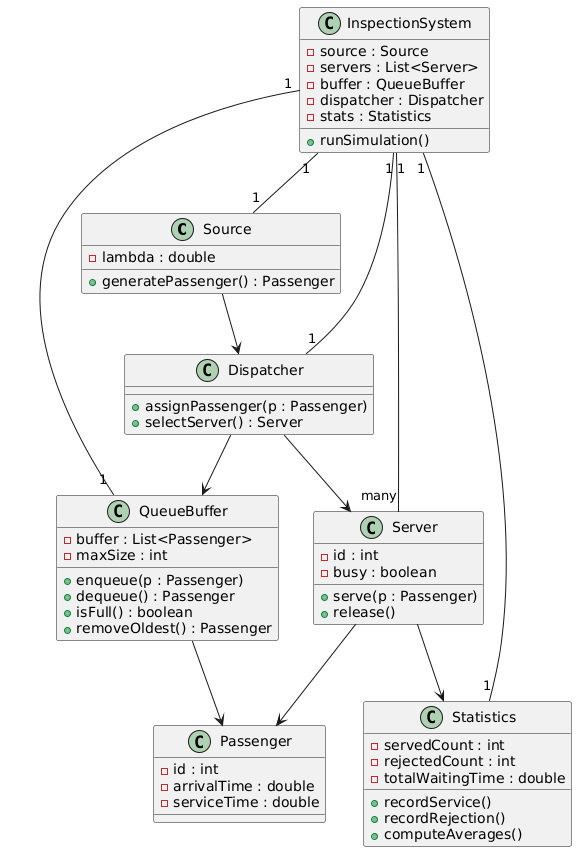 C InspectionSystem
source : Source
servers : List<Server>
buffer : QueueBuffer
dispatcher : Dispatcher
stats : Statistics
runSimulation()
1
1 1 1 1
1
C Source
lambda : double
generatePassenger() : Passenger
1
C Dispatcher
assignPassenger(p : Passenger)
selectServer() : Server
1
many
C QueueBuffer
buffer : List<Passenger>
maxSize : int
enqueue(p : Passenger)
dequeue() : Passenger
isFull() : boolean
removeOldest() : Passenger
C Server
id : int
busy : boolean
serve(p : Passenger)
release()
1
C Passenger
id : int
arrivalTime : double
serviceTime : double
C Statistics
servedCount : int
rejectedCount : int
totalWaitingTime : double
recordService()
recordRejection()
computeAverages()